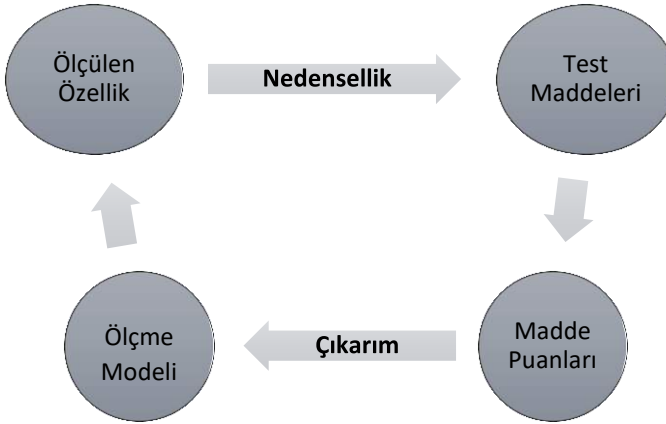 Ölçülen
Özellik
Nedensellik
Test
Maddeleri
Ölçme
Modeli
Çıkarım
Madde
Puanları